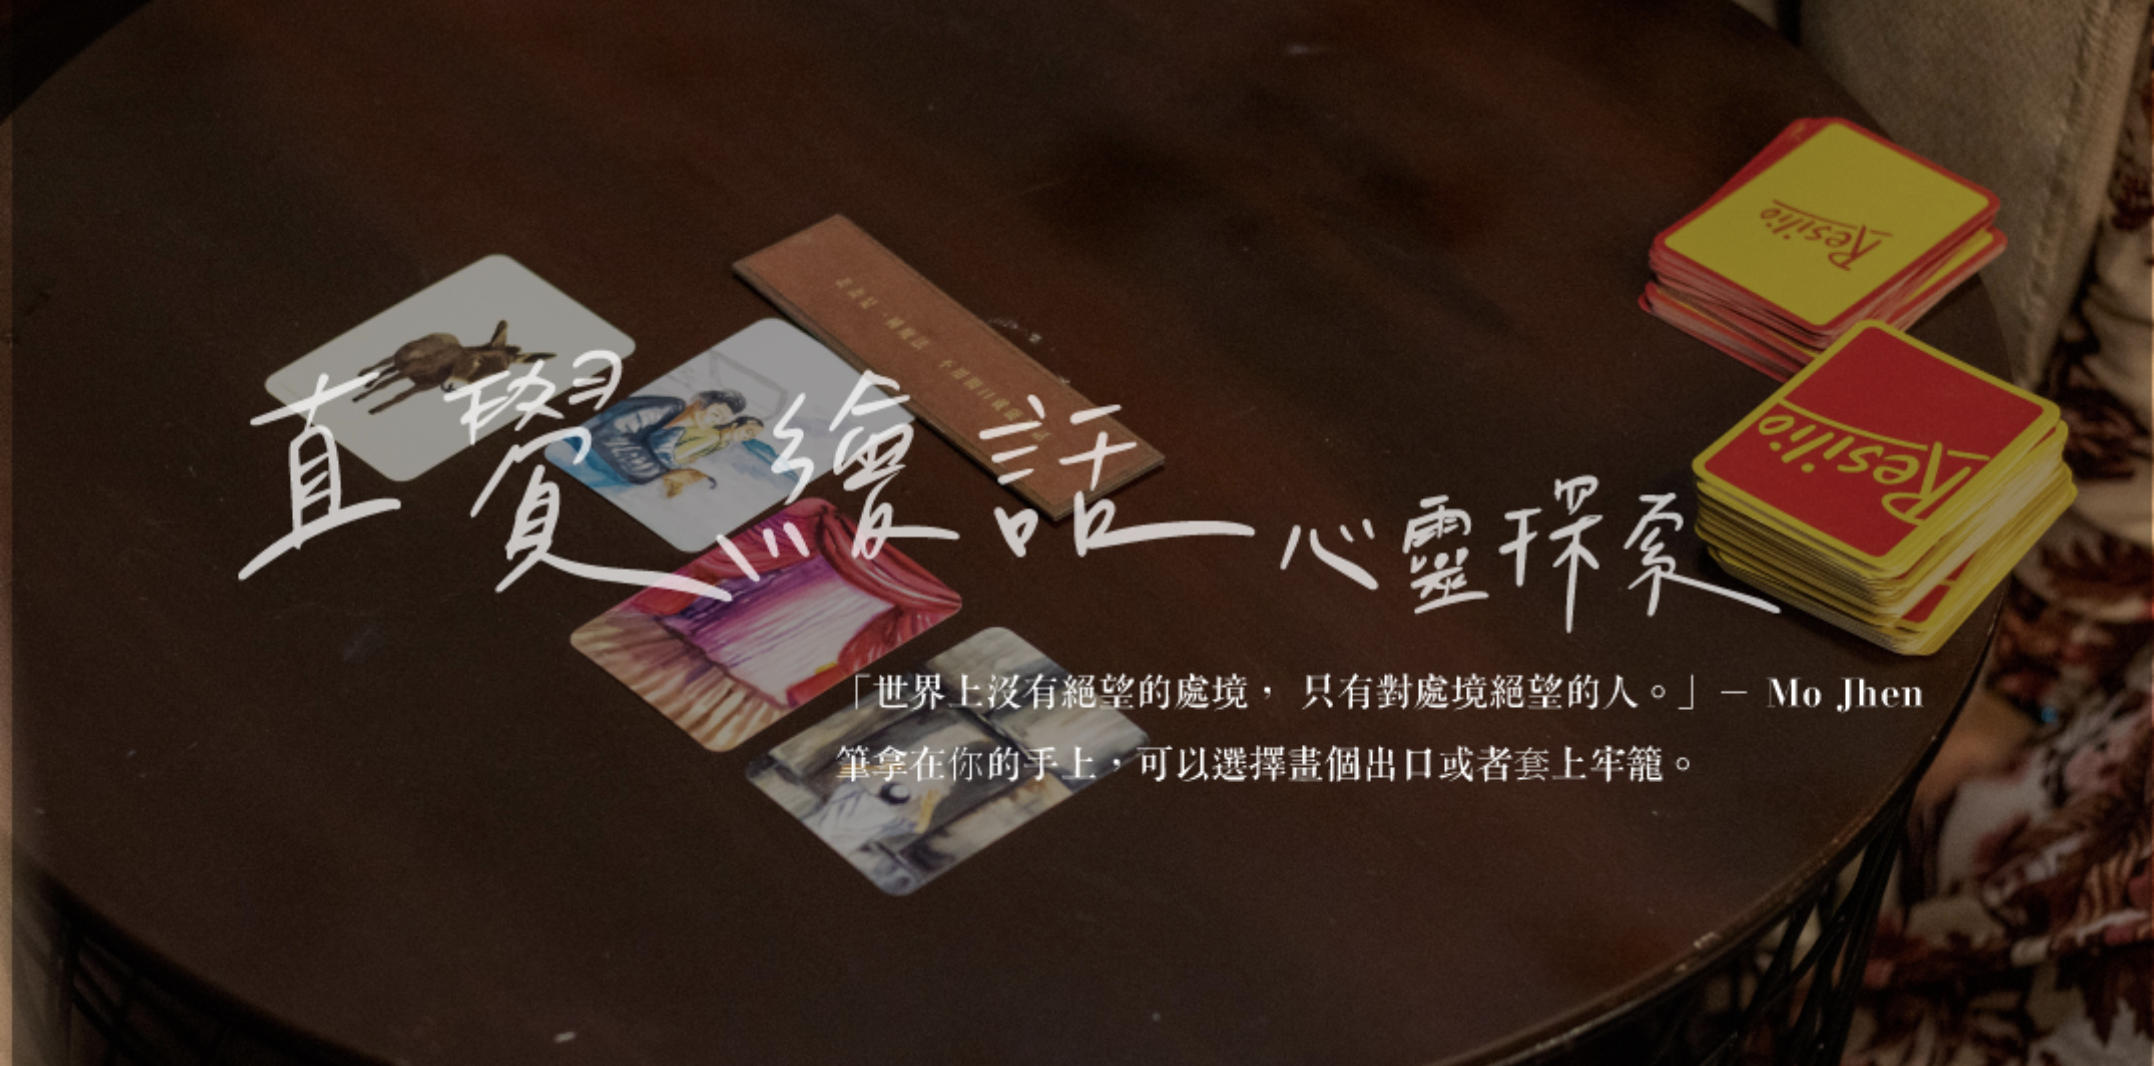 Resilio
Resilio
直覺繪話 心靈探索
「世界上沒有絕望的處境， 只有對處境絕望的人。」— Mo Jhen
筆拿在你的手上，可以選擇畫個出口或者套上牢籠。